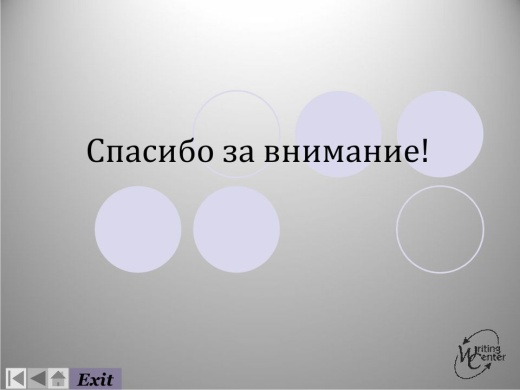 Спасибо за внимание!
Writing
Center
Exit